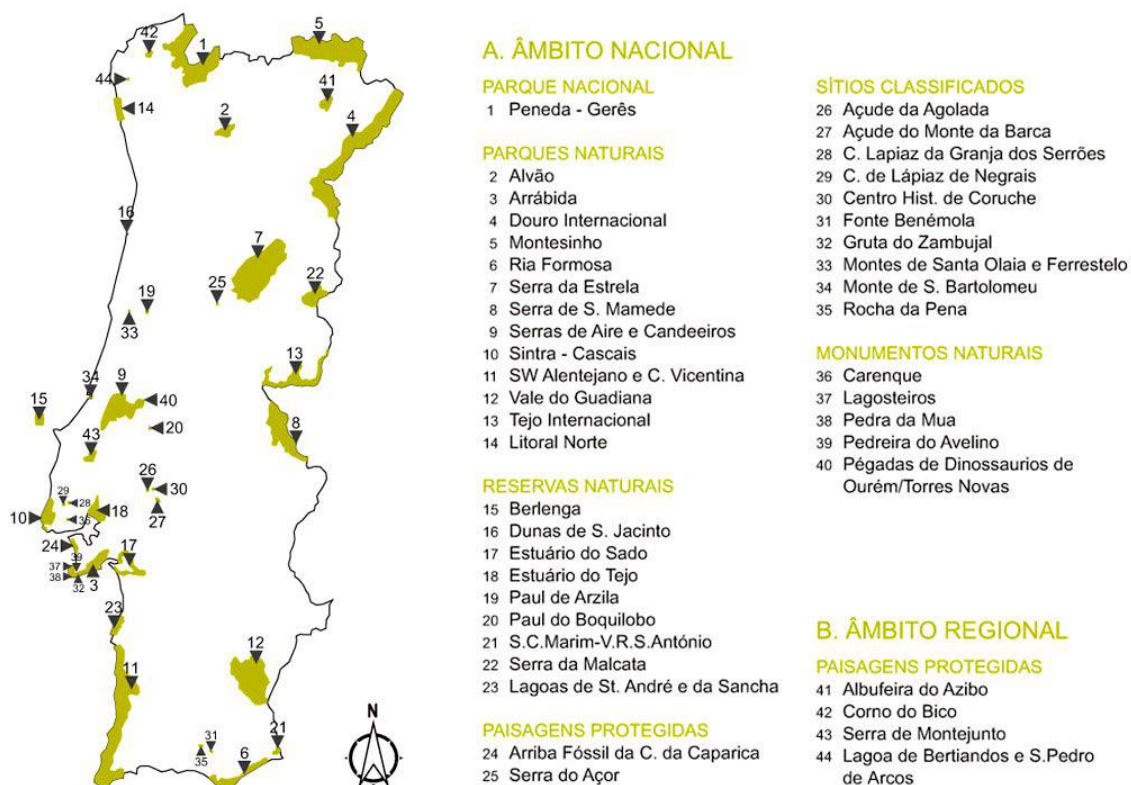 42
5
1
44
41
14
2
4
16
7
25
22
19
33
13
34
9
15
40
20
8
43
26
30
29
28
27
10
36
18
24
39
17
37
38
32
3
23
12
11
21
31
35
6
N
A. ÂMBITO NACIONAL
PARQUE NACIONAL
1 Peneda - Gerês
PARQUES NATURAIS
2 Alvão
3 Arrábida
4 Douro Internacional
5 Montesinho
6 Ria Formosa
7 Serra da Estrela
8 Serra de S. Mamede
9 Serras de Aire e Candeeiros
10 Sintra - Cascais
11 SW Alentejano e C. Vicentina
12 Vale do Guadiana
13 Tejo Internacional
14 Litoral Norte
RESERVAS NATURAIS
15 Berlenga
16 Dunas de S. Jacinto
17 Estuário do Sado
18 Estuário do Tejo
19 Paul de Arzila
20 Paul do Boquilobo
21 S.C.Marim-V.R.S.António
22 Serra da Malcata
23 Lagoas de St. André e da Sancha
PAISAGENS PROTEGIDAS
24 Arriba Fóssil da C. da Caparica
25 Serra do Açor
SÍTIOS CLASSIFICADOS
26 Açude da Agolada
27 Açude do Monte da Barca
28 C. Lapiaz da Granja dos Serrões
29 C. de Lápiaz de Negrais
30 Centro Hist. de Coruche
31 Fonte Benémola
32 Gruta do Zambujal
33 Montes de Santa Olaia e Ferrestelo
34 Monte de S. Bartolomeu
35 Rocha da Pena
MONUMENTOS NATURAIS
36 Carenque
37 Lagosteiros
38 Pedra da Mua
39 Pedreira do Avelino
40 Pégadas de Dinossaurios de
Ourém/Torres Novas
B. ÂMBITO REGIONAL
PAISAGENS PROTEGIDAS
41 Albufeira do Azibo
42 Corno do Bico
43 Serra de Montejunto
44 Lagoa de Bertiandos e S.Pedro
de Arcos